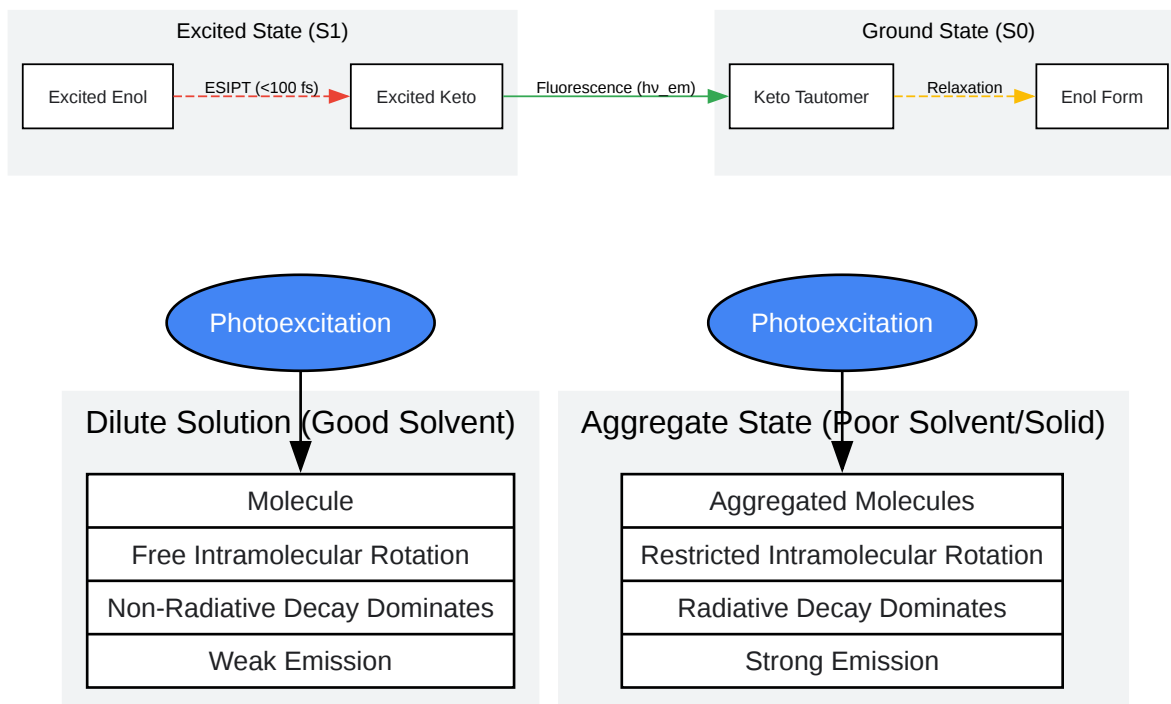 Excited State (S1)
Ground State (S0)
Excited Enol
ESIPT (<100 fs)
Excited Keto
Fluorescence (hν_em)
Keto Tautomer
Relaxation
Enol Form
Photoexcitation
Photoexcitation
Dilute Solution (Good Solvent)
Aggregate State (Poor Solvent/Solid)
Molecule
Free Intramolecular Rotation
Non-Radiative Decay Dominates
Weak Emission
Aggregated Molecules
Restricted Intramolecular Rotation
Radiative Decay Dominates
Strong Emission